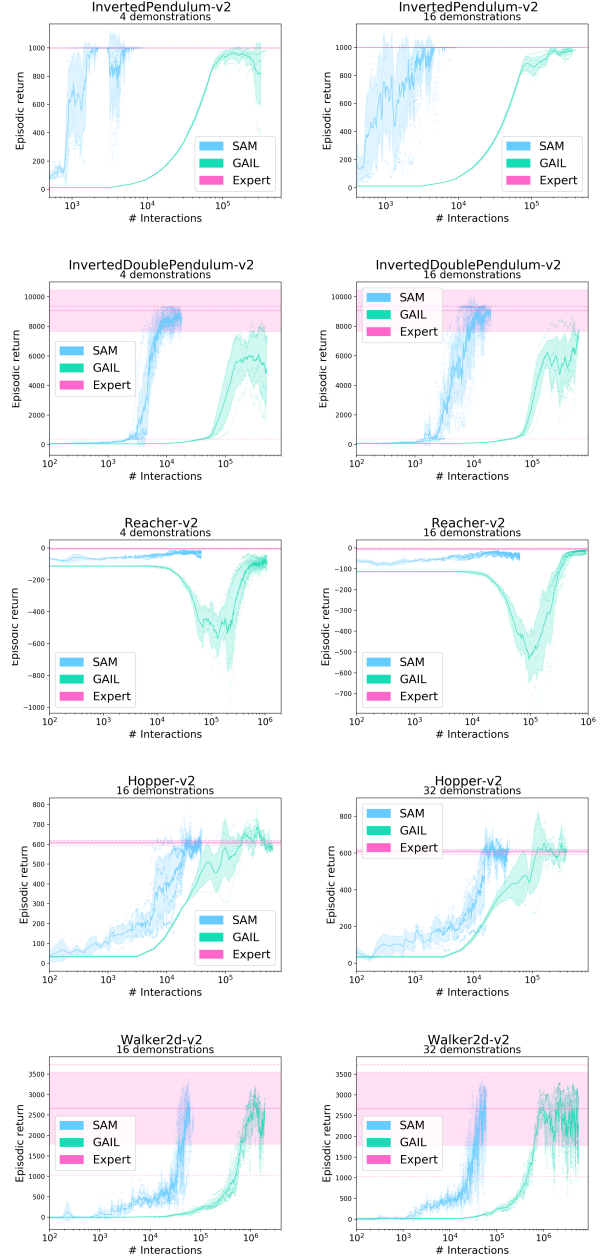 InvertedPendulum-v2
4 demonstrations
Episodic return
1000
800
600
400
200
0
SAM
GAIL
Expert
10³ 10⁴ 10⁵
# Interactions
InvertedPendulum-v2
16 demonstrations
Episodic return
1000
800
600
400
200
0
SAM
GAIL
Expert
10³ 10⁴ 10⁵
# Interactions
InvertedDoublePendulum-v2
4 demonstrations
Episodic return
10000
8000
6000
4000
2000
0
SAM
GAIL
Expert
10² 10³ 10⁴ 10⁵
# Interactions
InvertedDoublePendulum-v2
16 demonstrations
Episodic return
10000
8000
6000
4000
2000
0
SAM
GAIL
Expert
10² 10³ 10⁴ 10⁵
# Interactions
Reacher-v2
4 demonstrations
Episodic return
0
−200
−400
−600
−800
−1000
SAM
GAIL
Expert
10² 10³ 10⁴ 10⁵ 10⁶
# Interactions
Reacher-v2
16 demonstrations
Episodic return
0
−100
−200
−300
−400
−500
−600
−700
SAM
GAIL
Expert
10² 10³ 10⁴ 10⁵ 10⁶
# Interactions
Hopper-v2
16 demonstrations
Episodic return
800
700
600
500
400
300
200
100
0
SAM
GAIL
Expert
10² 10³ 10⁴ 10⁵
# Interactions
Hopper-v2
32 demonstrations
Episodic return
800
600
400
200
0
SAM
GAIL
Expert
10² 10³ 10⁴ 10⁵
# Interactions
Walker2d-v2
16 demonstrations
Episodic return
3500
3000
2500
2000
1500
1000
500
0
SAM
GAIL
Expert
10² 10³ 10⁴ 10⁵ 10⁶
# Interactions
Walker2d-v2
32 demonstrations
Episodic return
3500
3000
2500
2000
1500
1000
500
0
SAM
GAIL
Expert
10² 10³ 10⁴ 10⁵ 10⁶
# Interactions